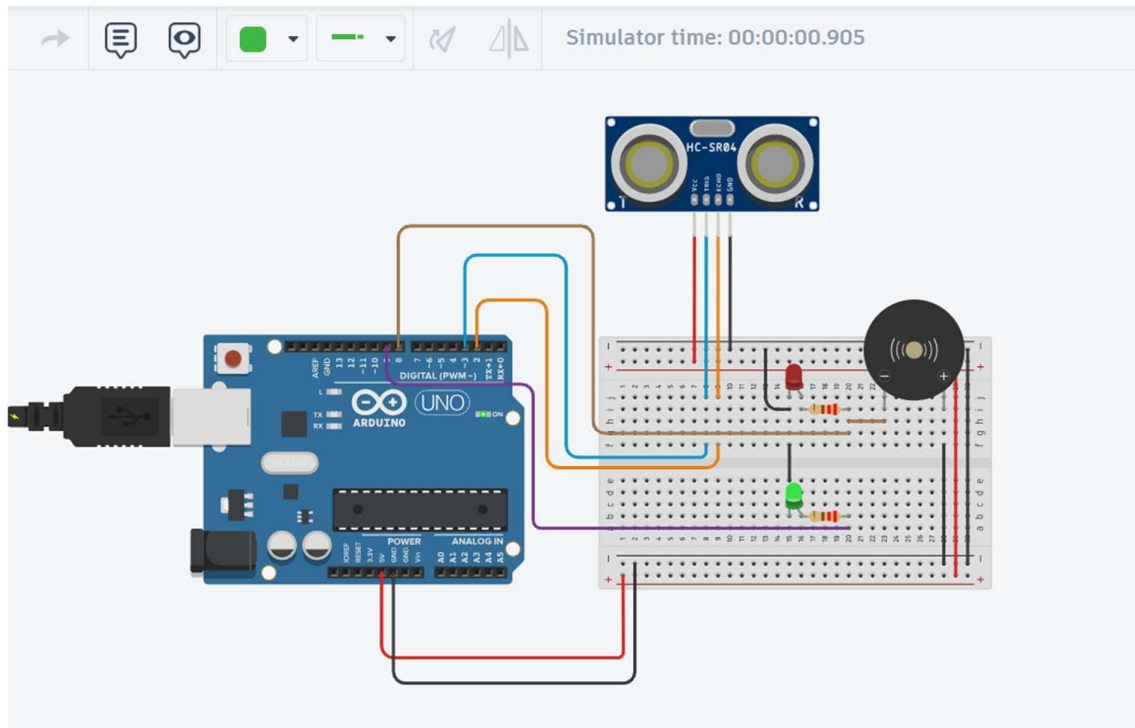 Simulator time: 00:00:00.905
HC-SR04
VCC
TRIG
ECHO
GND
T
R
AREF
GND
13
12
~11
~10
9
8
7
~6
~5
4
~3
2
TX→1
RX←0
DIGITAL (PWM~)
L
TX
RX
ARDUINO
UNO
ON
IOREF
RESET
3.3V
5V
GND
GND
Vin
POWER
ANALOG IN
A0
A1
A2
A3
A4
A5